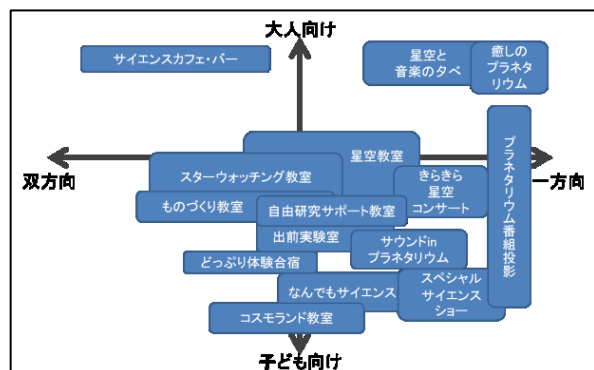 大人向け
サイエンスカフェ・バー
星空と
音楽の夕べ
癒しの
プラネタ
リウム
双方向
一方向
星空教室
スターウォッチング教室
きらきら
星空
コンサート
プラネタリウム番組投影
ものづくり教室
自由研究サポート教室
出前実験室
サウンドin
プラネタリウム
どっぷり体験合宿
なんでもサイエンス
スペシャル
サイエンス
ショー
コスモランド教室
子ども向け